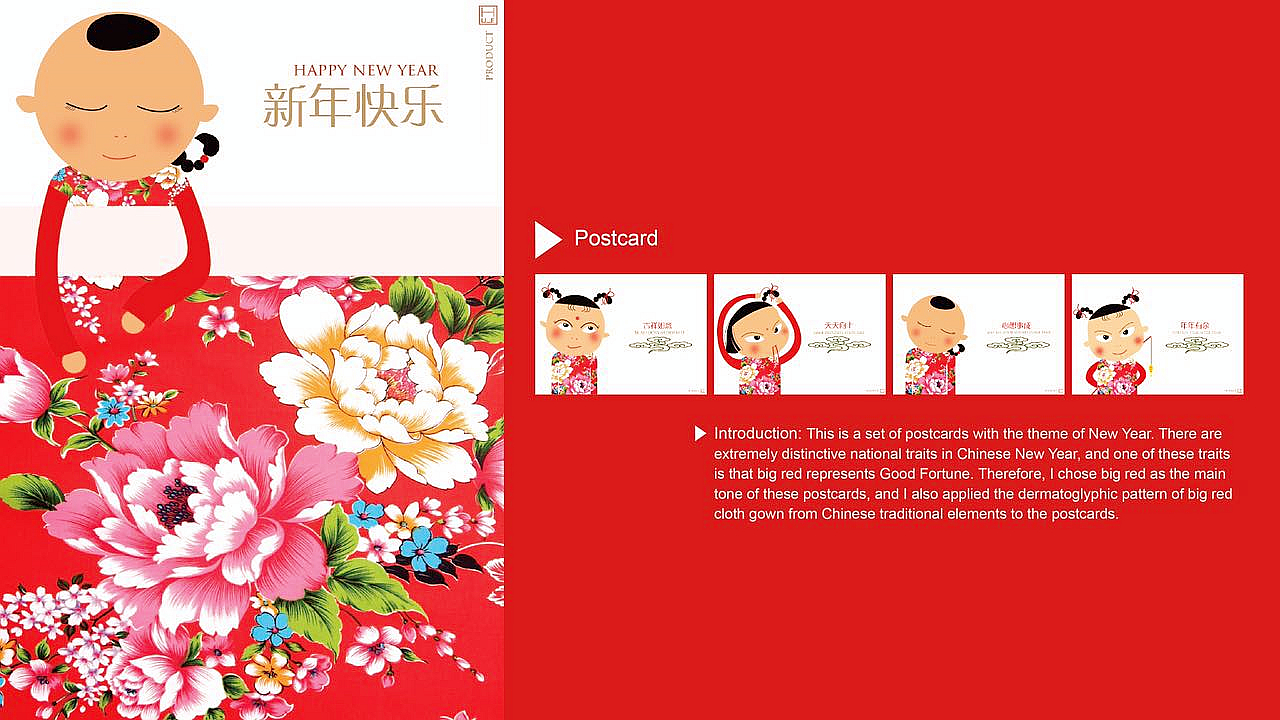 HAPPY NEW YEAR
新年快乐
PRODUCT
Postcard
吉祥如意
天天向上
心想事成
年年有余
Introduction: This is a set of postcards with the theme of New Year. There are
extremely distinctive national traits in Chinese New Year, and one of these traits
is that big red represents Good Fortune. Therefore, I chose big red as the main
tone of these postcards, and I also applied the dermatoglyphic pattern of big red
cloth gown from Chinese traditional elements to the postcards.